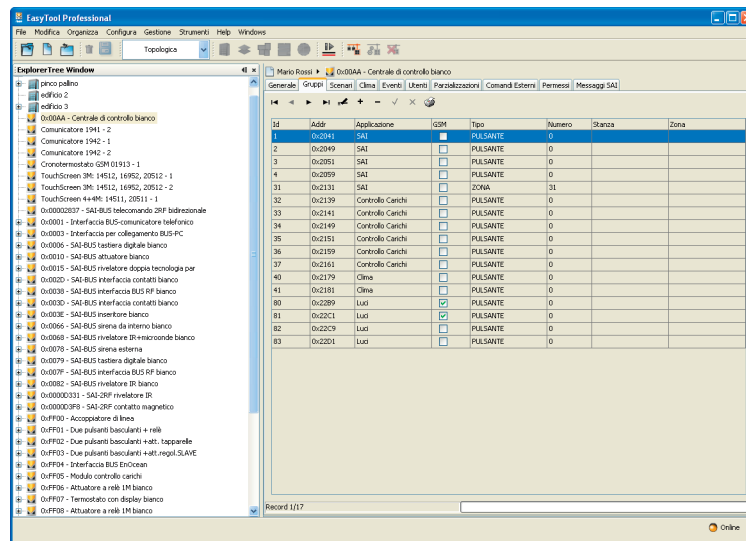 EasyTool Professional
File Modifica Organizza Configura Gestione Strumenti Help Windows
Topologica
ExplorerTree Window
pinco pallino
edificio 2
edificio 3
0x00AA - Centrale di controllo bianco
Comunicatore 1941 - 2
Comunicatore 1942 - 1
Comunicatore 1942 - 2
Cronotermostato GSM 01913 - 1
TouchScreen 3M: 14512, 16952, 20512 - 1
TouchScreen 3M: 14512, 16952, 20512 - 2
TouchScreen 4+4M: 14511, 20511 - 1
0x00002837 - SAI-BUS telecomando 2RF bidirezionale
0x0001 - Interfaccia BUS-comunicatore telefonico
0x0003 - Interfaccia per collegamento BUS-PC
0x0006 - SAI-BUS tastiera digitale bianco
0x0010 - SAI-BUS attuatore bianco
0x0015 - SAI-BUS rivelatore doppia tecnologia par
0x002D - SAI-BUS interfaccia contatti bianco
0x0038 - SAI-BUS interfaccia BUS RF bianco
0x003D - SAI-BUS interfaccia contatti bianco
0x003E - SAI-BUS inseritore bianco
0x0066 - SAI-BUS sirena da interno bianco
0x0068 - SAI-BUS rivelatore IR+microonde bianco
0x0078 - SAI-BUS sirena esterna
0x0079 - SAI-BUS tastiera digitale bianco
0x007F - SAI-BUS interfaccia BUS RF bianco
0x0082 - SAI-BUS rivelatore IR bianco
0x0000D331 - SAI-2RF rivelatore IR
0x0000D3F8 - SAI-2RF contatto magnetico
0xFF00 - Accoppiatore di linea
0xFF01 - Due pulsanti basculanti + relè
0xFF02 - Due pulsanti basculanti +att. tapparelle
0xFF03 - Due pulsanti basculanti +att.regol.SLAVE
0xFF04 - Interfaccia BUS EnOcean
0xFF05 - Modulo controllo carichi
0xFF06 - Attuatore a relè 1M bianco
0xFF07 - Termostato con display bianco
0xFF08 - Attuatore a relè 1M bianco
Mario Rossi 0x00AA - Centrale di controllo bianco
Generale Gruppi Scenari Clima Eventi Utenti Parzializzazioni Comandi Esterni Permessi Messaggi SAI
Id Addr Applicazione GSM Tipo Numero Stanza Zona
1 0x2041 SAI PULSANTE 0
2 0x2049 SAI PULSANTE 0
3 0x2051 SAI PULSANTE 0
4 0x2059 SAI PULSANTE 0
31 0x2131 SAI ZONA 31
32 0x2139 Controllo Carichi PULSANTE 0
33 0x2141 Controllo Carichi PULSANTE 0
34 0x2149 Controllo Carichi PULSANTE 0
35 0x2151 Controllo Carichi PULSANTE 0
36 0x2159 Controllo Carichi PULSANTE 0
37 0x2161 Controllo Carichi PULSANTE 0
40 0x2179 Clima PULSANTE 0
41 0x2181 Clima PULSANTE 0
80 0x22B9 Luci PULSANTE 0
81 0x22C1 Luci PULSANTE 0
82 0x22C9 Luci PULSANTE 0
83 0x22D1 Luci PULSANTE 0
Record 1/17
Online